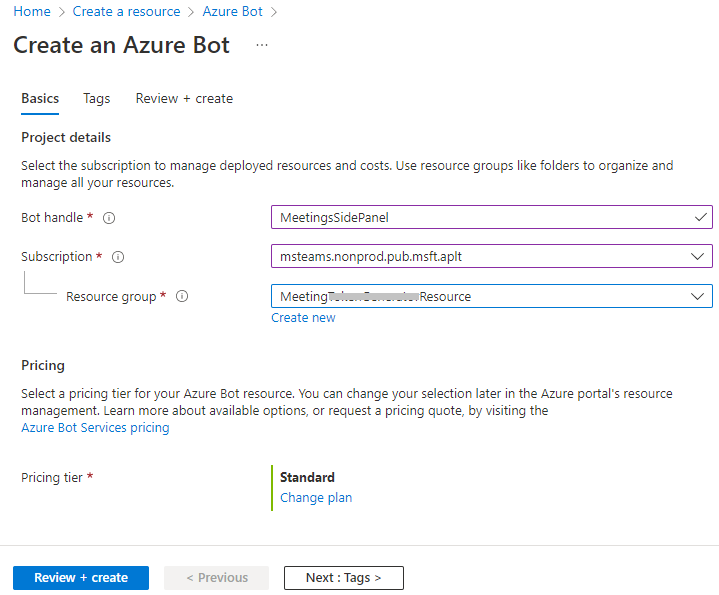 Home > Create a resource > Azure Bot >
Create an Azure Bot ...
Basics Tags Review + create
Project details
Select the subscription to manage deployed resources and costs. Use resource groups like folders to organize and
manage all your resources.
Bot handle *
MeetingsSidePanel
Subscription *
msteams.nonprod.pub.msft.aplt
Resource group *
Meeting Resource
Create new
Pricing
Select a pricing tier for your Azure Bot resource. You can change your selection later in the Azure portal's resource
management. Learn more about available options, or request a pricing quote, by visiting the
Azure Bot Services pricing
Pricing tier *
Standard
Change plan
Review + create < Previous Next : Tags >